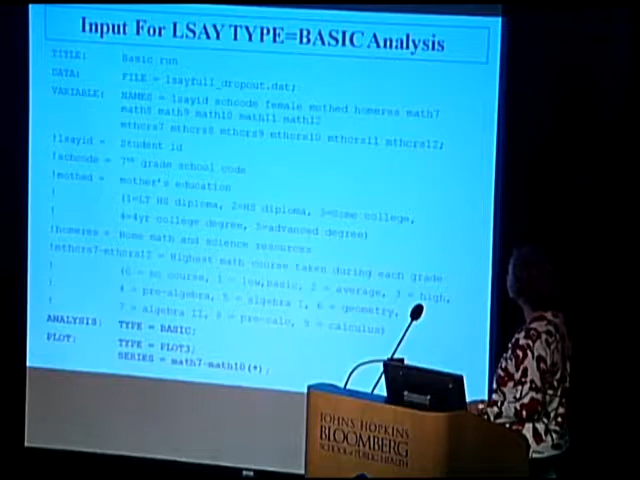 Input For LSAY TYPE=BASIC Analysis
TITLE: Basic run
DATA: FILE = lsayfull_dropout.dat;
VARIABLE: NAMES = lsayid schcode female mothed homeres math7
math8 math9 math10 math11 math12
mthcrs7 mthcrs8 mthcrs9 mthcrs10 mthcrs11 mthcrs12;
!lsayid = Student id
!schcode = 7th grade school code
!mothed = mother's education
! (1=LT HS diploma, 2=HS diploma, 3=Some college,
! 4=4yr college degree, 5=advanced degree)
!homeres = Home math and science resources
!mthcrs7-mthcrs12 = Highest math course taken during each grade
! (0 = no course, 1 = low,basic, 2 = average, 3 = high,
! 4 = pre-algebra, 5 = algebra I, 6 = geometry,
! 7 = algebra II, 8 = pre-calc, 9 = calculus)
ANALYSIS: TYPE = BASIC;
PLOT: TYPE = PLOT3;
SERIES = math7-math10(*);
JOHNS HOPKINS
BLOOMBERG
SCHOOL of PUBLIC HEALTH